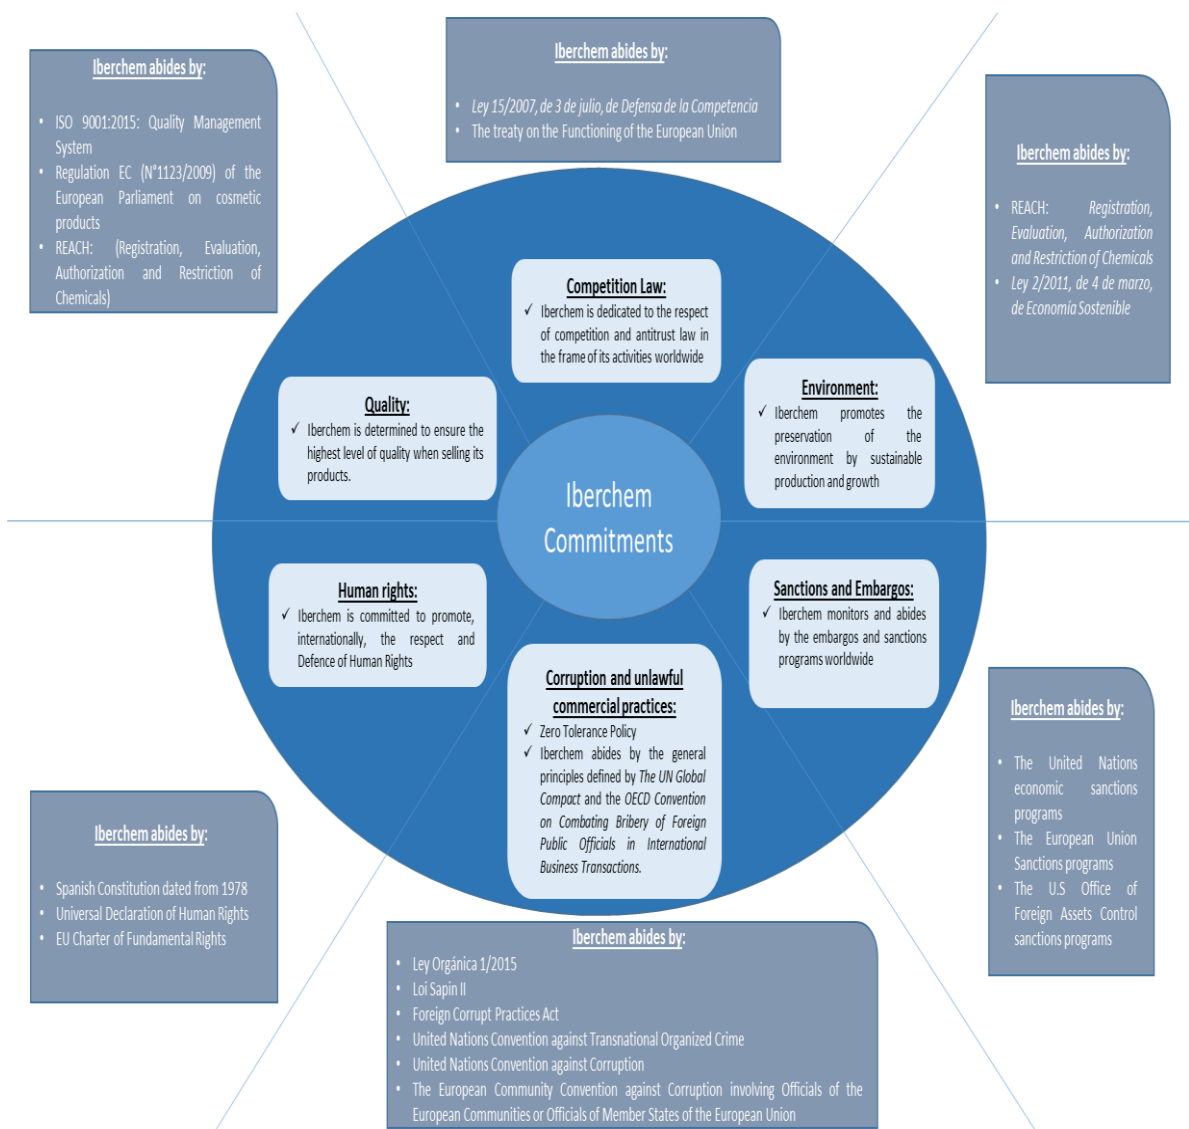 Iberchem abides by:
• Ley 15/2007, de 3 de julio, de Defensa de la Competencia
• The treaty on the Functioning of the European Union
Iberchem abides by:
• ISO 9001:2015: Quality Management
System
• Regulation EC (N°1123/2009) of the
European Parliament on cosmetic
products
• REACH: (Registration, Evaluation,
Authorization and Restriction of
Chemicals)
Iberchem abides by:
• REACH: Registration,
Evaluation, Authorization
and Restriction of Chemicals
• Ley 2/2011, de 4 de marzo,
de Economía Sostenible
Competition Law:
✓ Iberchem is dedicated to the respect
of competition and antitrust law in
the frame of its activities worldwide
Quality:
✓ Iberchem is determined to ensure the
highest level of quality when selling its
products.
Environment:
✓ Iberchem promotes the
preservation of the
environment by sustainable
production and growth
Iberchem
Commitments
Human rights:
✓ Iberchem is committed to promote,
internationally, the respect and
Defence of Human Rights
Sanctions and Embargos:
✓ Iberchem monitors and abides
by the embargos and sanctions
programs worldwide
Corruption and unlawful
commercial practices:
✓ Zero Tolerance Policy
✓ Iberchem abides by the general
principles defined by The UN Global
Compact and the OECD Convention
on Combating Bribery of Foreign
Public Officials in International
Business Transactions.
Iberchem abides by:
• The United Nations
economic sanctions
programs
• The European Union
Sanctions programs
• The U.S Office of
Foreign Assets Control
sanctions programs
Iberchem abides by:
• Spanish Constitution dated from 1978
• Universal Declaration of Human Rights
• EU Charter of Fundamental Rights
Iberchem abides by:
• Ley Orgánica 1/2015
• Loi Sapin II
• Foreign Corrupt Practices Act
• United Nations Convention against Transnational Organized Crime
• United Nations Convention against Corruption
• The European Community Convention against Corruption involving Officials of the
European Communities or Officials of Member States of the European Union